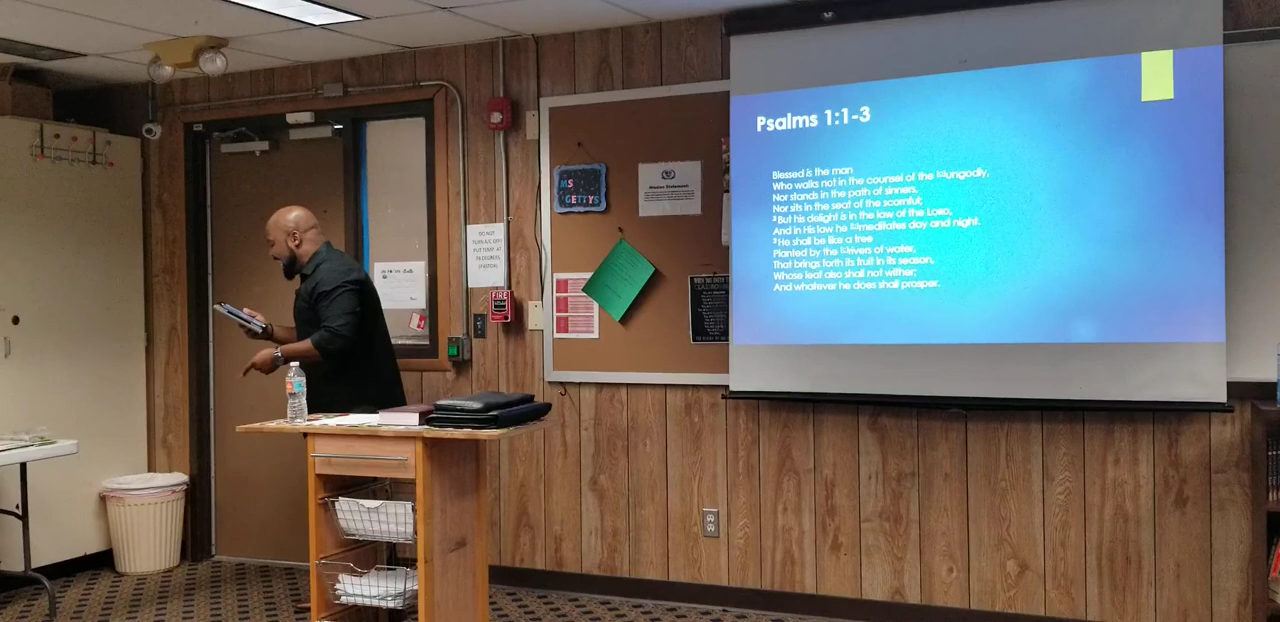 Psalms 1:1-3
Blessed is the man
Who walks not in the counsel of the ungodly,
Nor stands in the path of sinners,
Nor sits in the seat of the scornful;
2 But his delight is in the law of the LORD,
And in His law he meditates day and night.
3 He shall be like a tree
Planted by the rivers of water,
That brings forth its fruit in its season,
Whose leaf also shall not wither;
And whatever he does shall prosper.
MS
GETTYS
Mission Statement:
DO NOT
TURN A/C OFF!
PUT TEMP. AT
FIRE